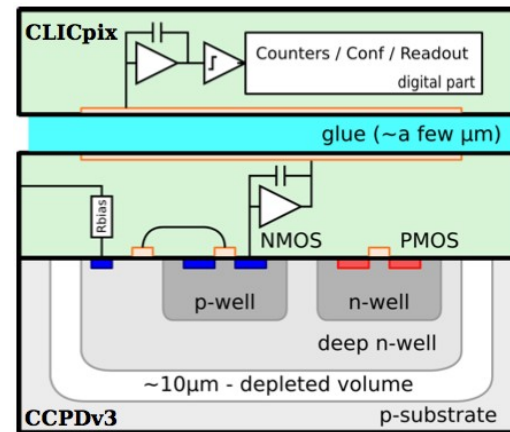 CLICpix
Counters / Conf / Readout
digital part
glue (~a few μm)
Rbias
NMOS
PMOS
p-well
n-well
deep n-well
~10μm - depleted volume
CCPDv3
p-substrate